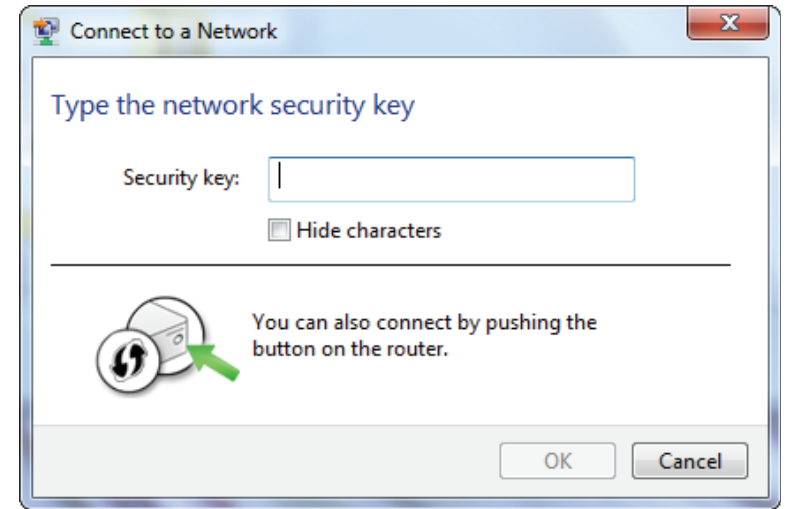 Connect to a Network
Type the network security key
Security key:
Hide characters
You can also connect by pushing the
button on the router.
OK
Cancel